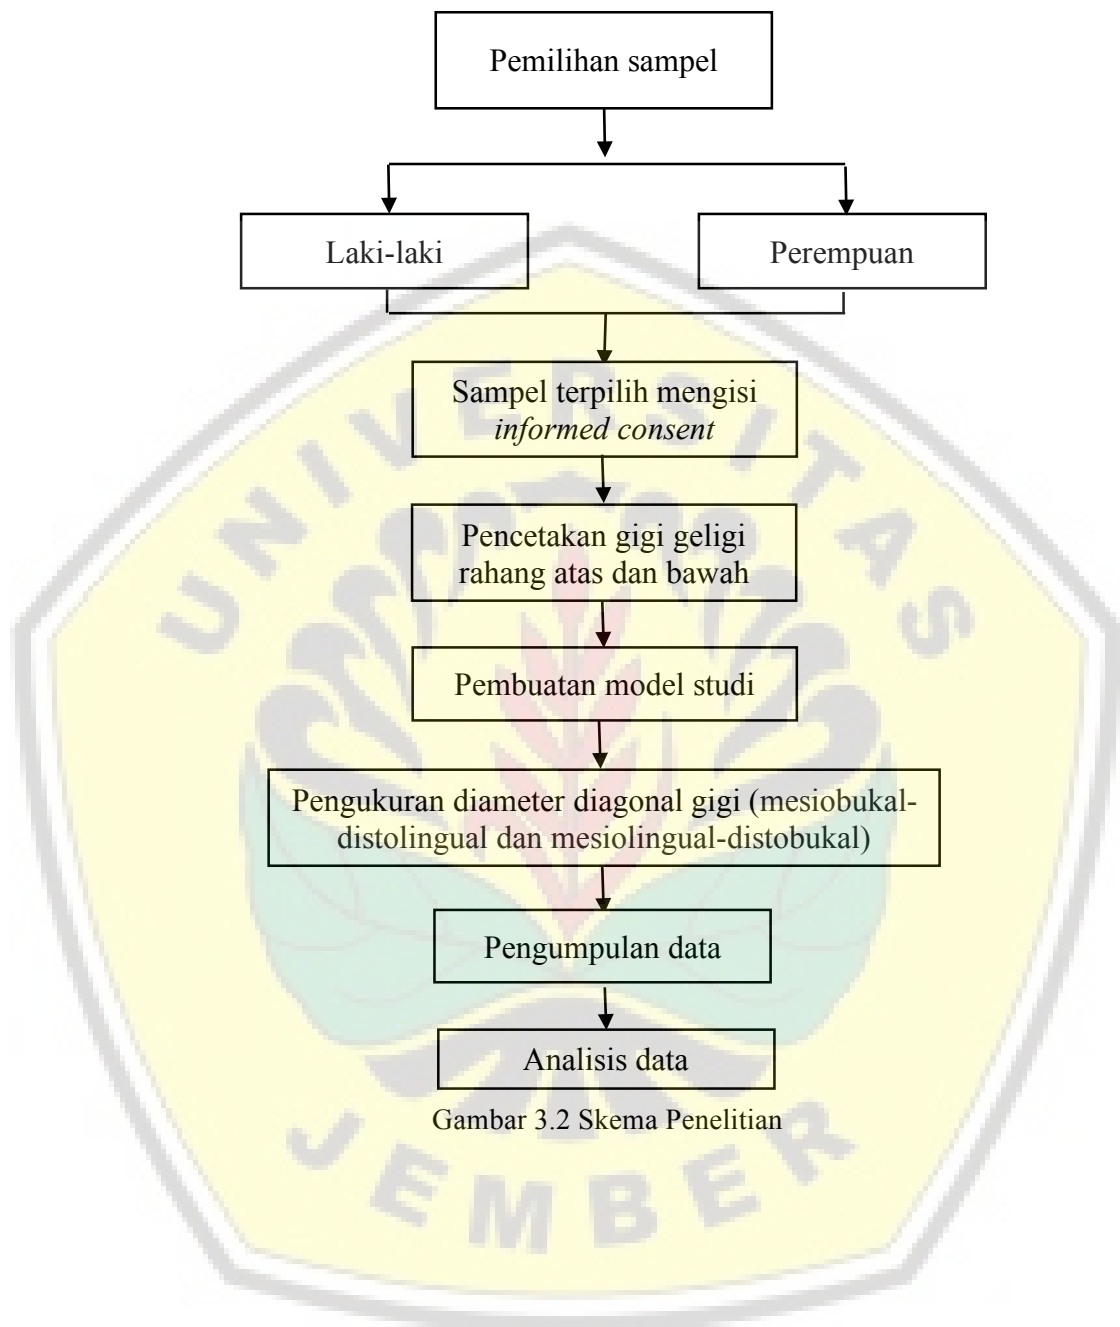 Pemilihan sampel
Laki-laki
Perempuan
Sampel terpilih mengisi
informed consent
Pencetakan gigi geligi
rahang atas dan bawah
Pembuatan model studi
Pengukuran diameter diagonal gigi (mesiobukal-
distolingual dan mesiolingual-distobukal)
Pengumpulan data
Analisis data
Gambar 3.2 Skema Penelitian
UNIVERSITAS
JEMBER